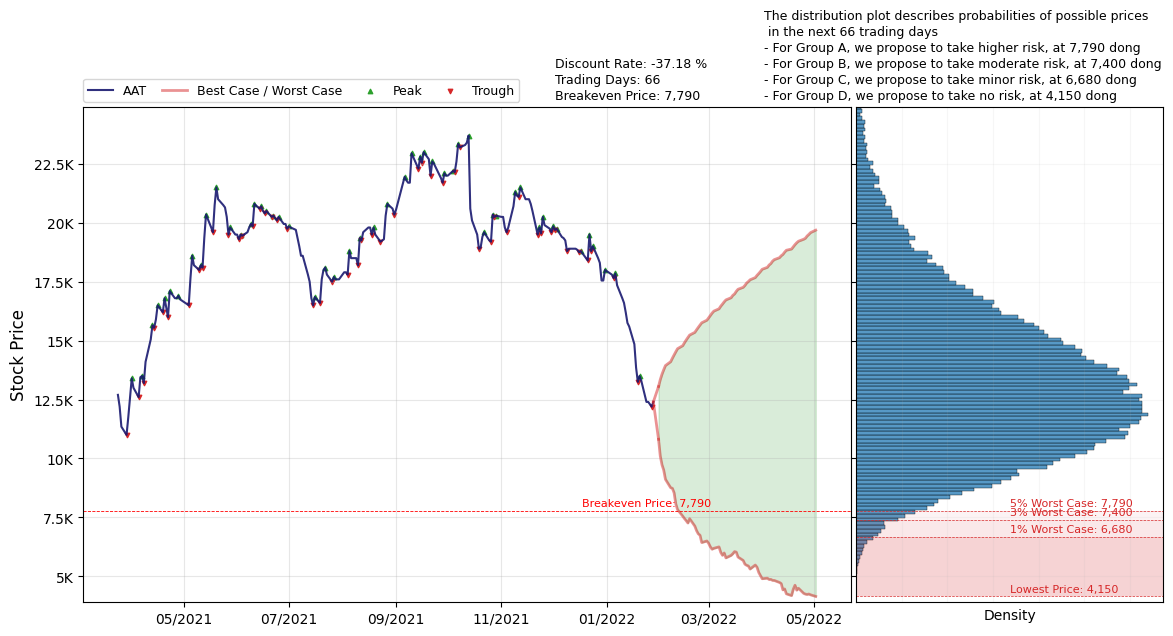 The distribution plot describes probabilities of possible prices
in the next 66 trading days
- For Group A, we propose to take higher risk, at 7,790 dong
- For Group B, we propose to take moderate risk, at 7,400 dong
- For Group C, we propose to take minor risk, at 6,680 dong
- For Group D, we propose to take no risk, at 4,150 dong
Discount Rate: -37.18 %
Trading Days: 66
Breakeven Price: 7,790
AAT Best Case / Worst Case Peak Trough
Stock Price
22.5K
20K
17.5K
15K
12.5K
10K
7.5K
5K
Breakeven Price: 7,790
05/2021 07/2021 09/2021 11/2021 01/2022 03/2022 05/2022
5% Worst Case: 7,790
3% Worst Case: 7,400
1% Worst Case: 6,680
Lowest Price: 4,150
Density